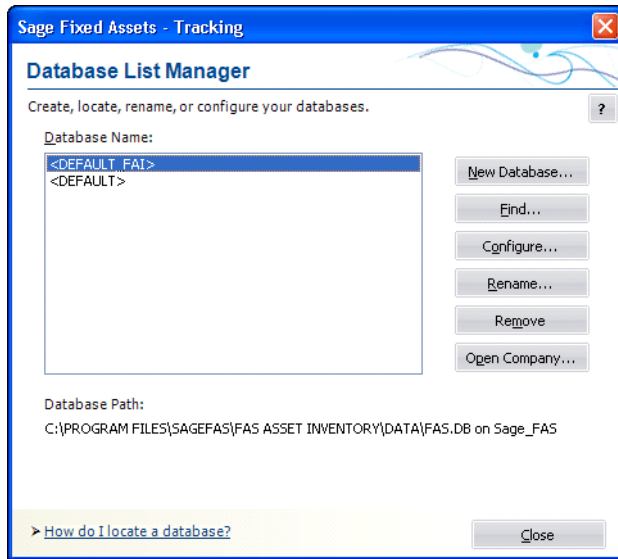 Sage Fixed Assets - Tracking
Database List Manager
Create, locate, rename, or configure your databases.
?
Database Name:
<DEFAULT_FAI>
<DEFAULT>
New Database...
Find...
Configure...
Rename...
Remove
Open Company...
Database Path:
C:\PROGRAM FILES\SAGEFAS\FAS ASSET INVENTORY\DATA\FAS.DB on Sage_FAS
➤ How do I locate a database?
Close